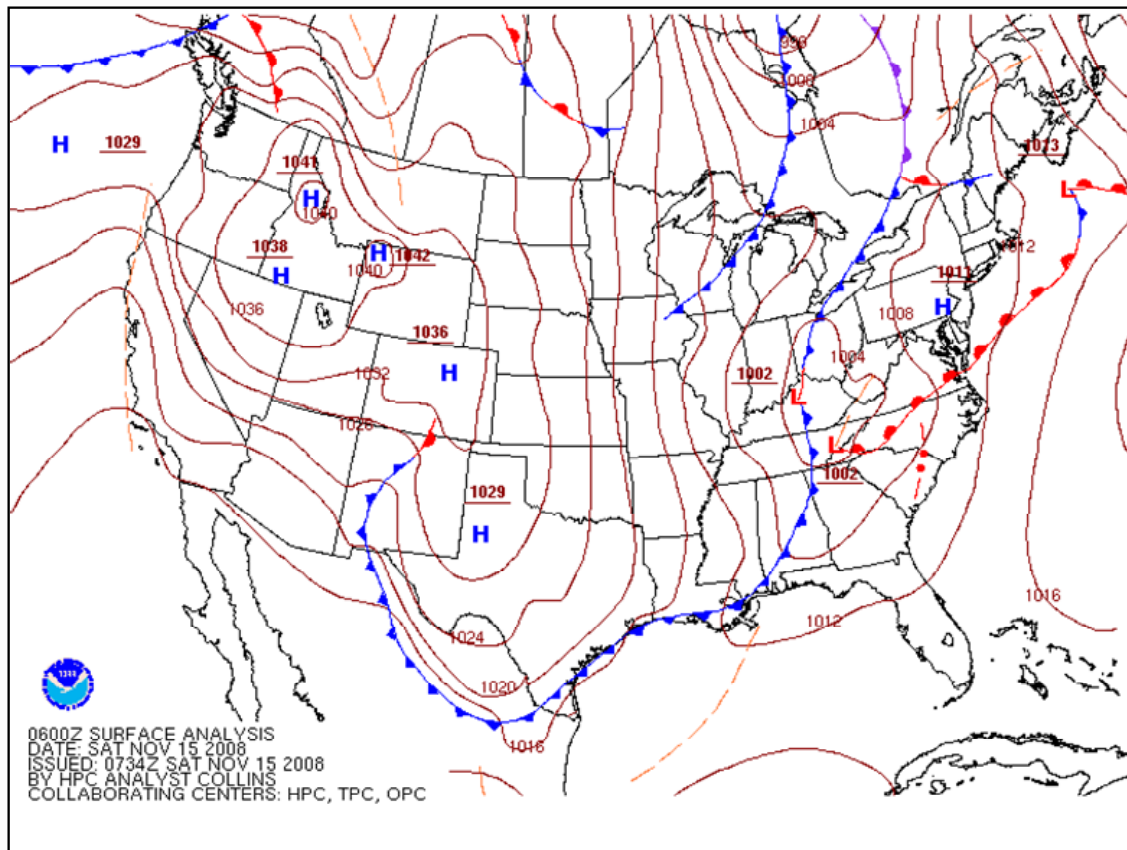 998
1008
1004
H
1029
1041
H
1040
1023
L
1038
H
H
1042
1040
1012
1011
H
1036
1008
1036
1032
H
1004
1002
L
1028
L
1002
1029
H
1016
1012
1024
1020
1016
0600Z SURFACE ANALYSIS
DATE: SAT NOV 15 2008
ISSUED: 0734Z SAT NOV 15 2008
BY HPC ANALYST COLLINS
COLLABORATING CENTERS: HPC, TPC, OPC